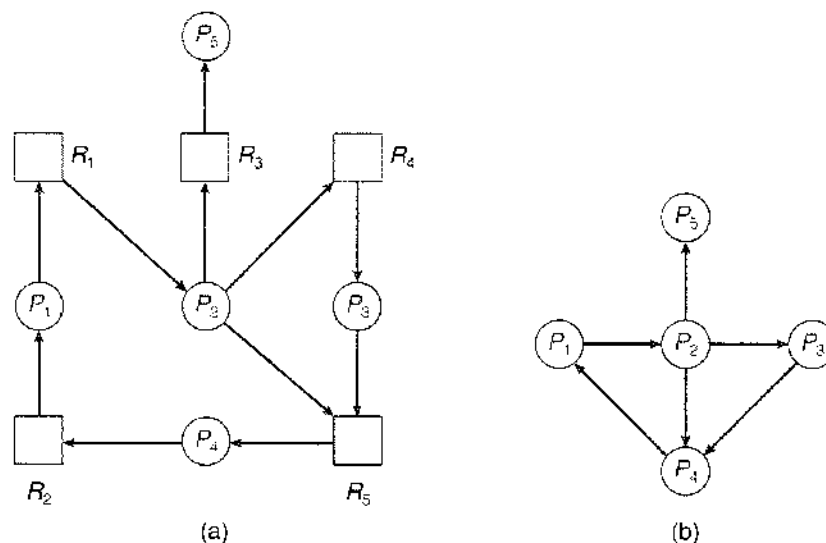 P₅
R₁ R₃ R₄
P₁ P₂ P₃
P₄
R₂ R₅
(a)
P₅
P₁ P₂ P₃
P₄
(b)